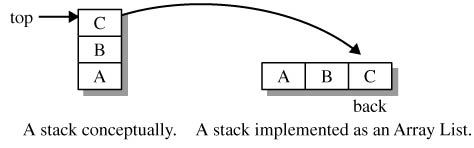 top
C
B
A
A B C
back
A stack conceptually. A stack implemented as an Array List.